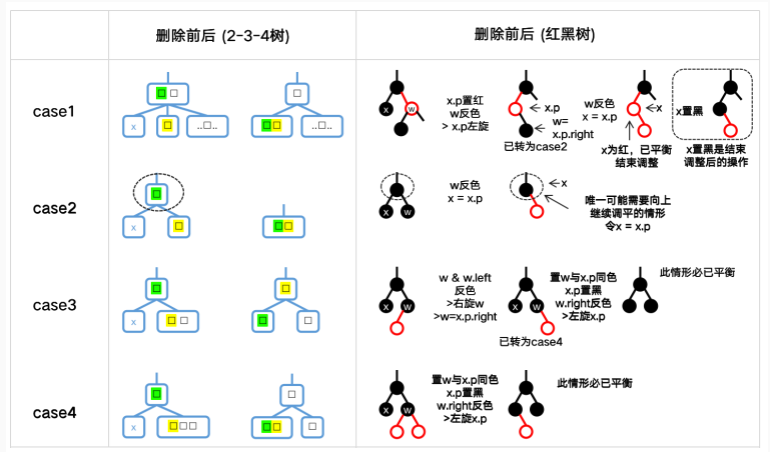 删除前后 (2-3-4树)
删除前后 (红黑树)
case1
x
..□..
..□..
x
w
x.p置红
w反色
> x.p左旋
x.p
w=
x.p.right
已转为case2
w反色
x = x.p
x
x为红，已平衡
结束调整
x置黑
x置黑是结束
调整后的操作
case2
x
x
w
w反色
x = x.p
x
唯一可能需要向上
继续调平的情形
令x = x.p
case3
x
x
w
w & w.left
反色
>右旋w
>w=x.p.right
x
w
已转为case4
置w与x.p同色
x.p置黑
w.right反色
>左旋x.p
此情形必已平衡
case4
x
x
w
置w与x.p同色
x.p置黑
w.right反色
>左旋x.p
此情形必已平衡